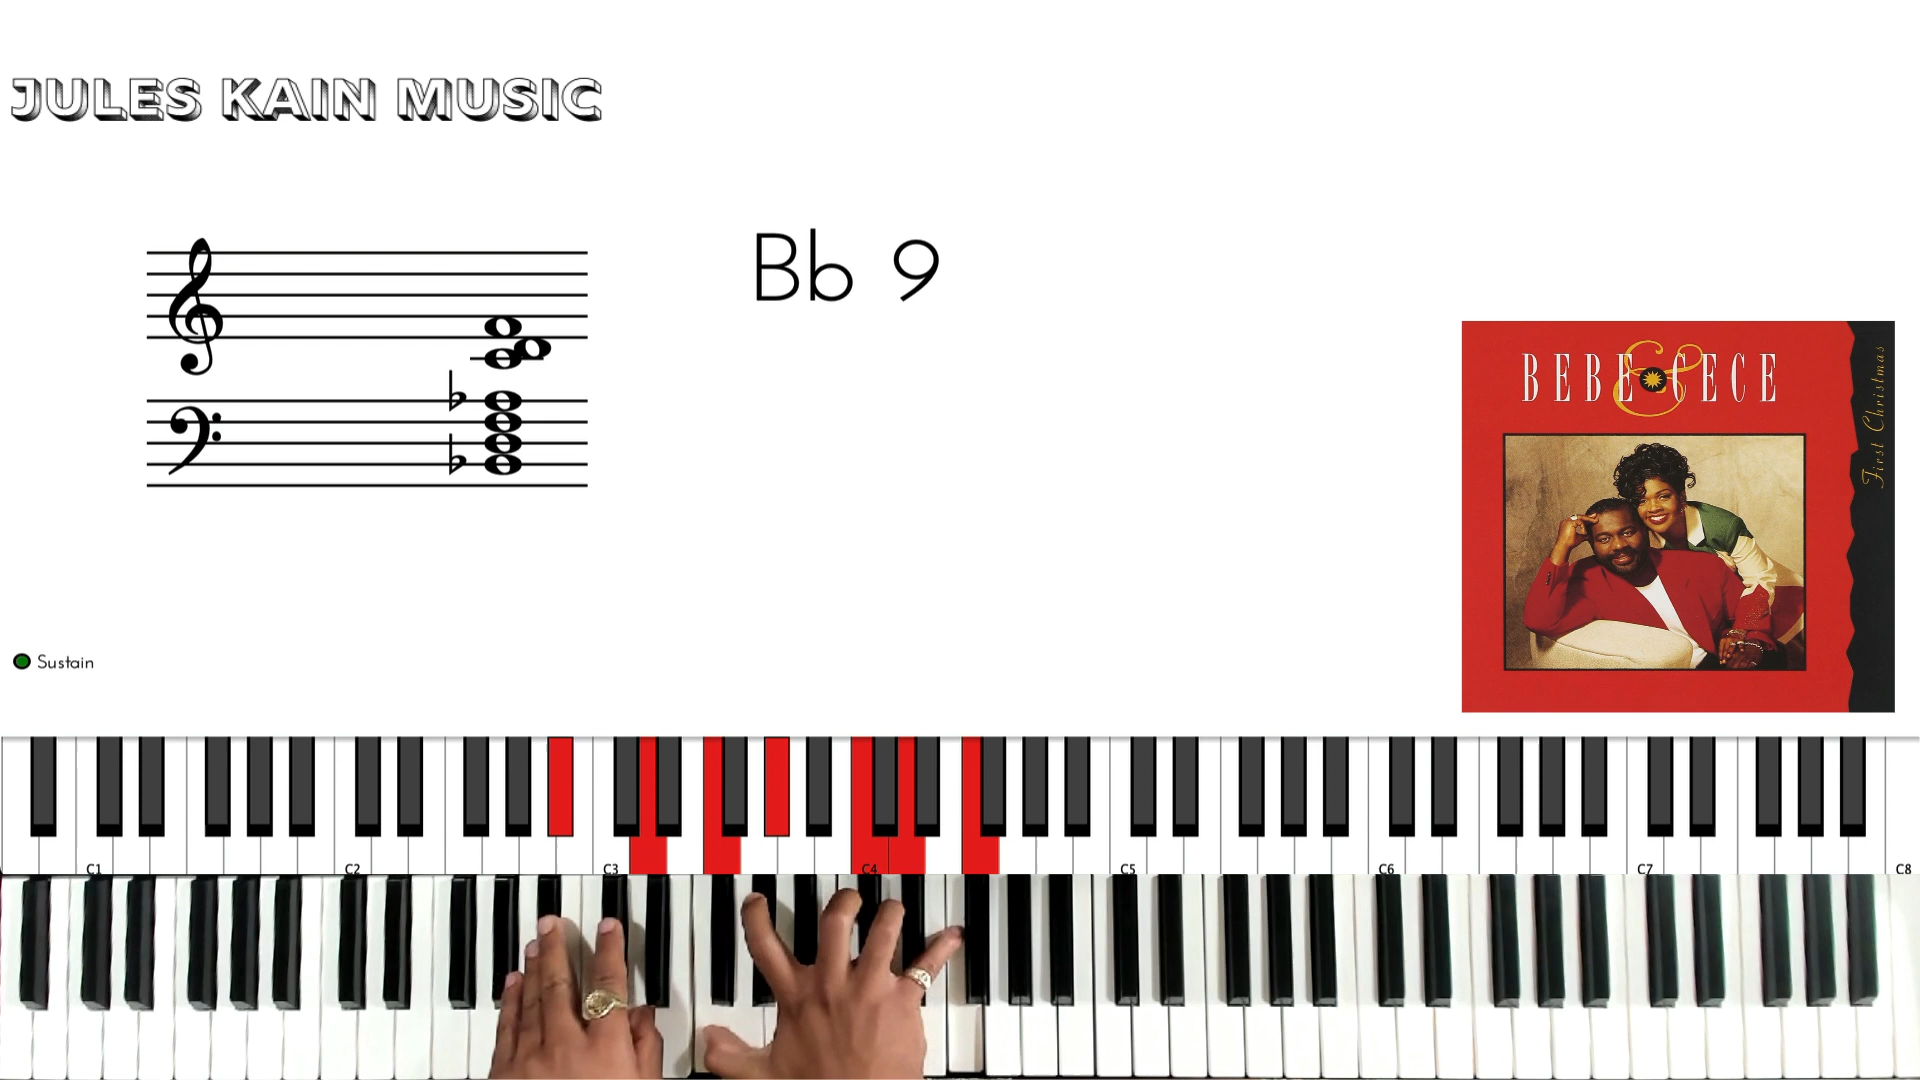 JULES KAIN MUSIC
Bb 9
BEBE & CECE
First Christmas
Sustain
C1 C2 C3 C4 C5 C6 C7 C8